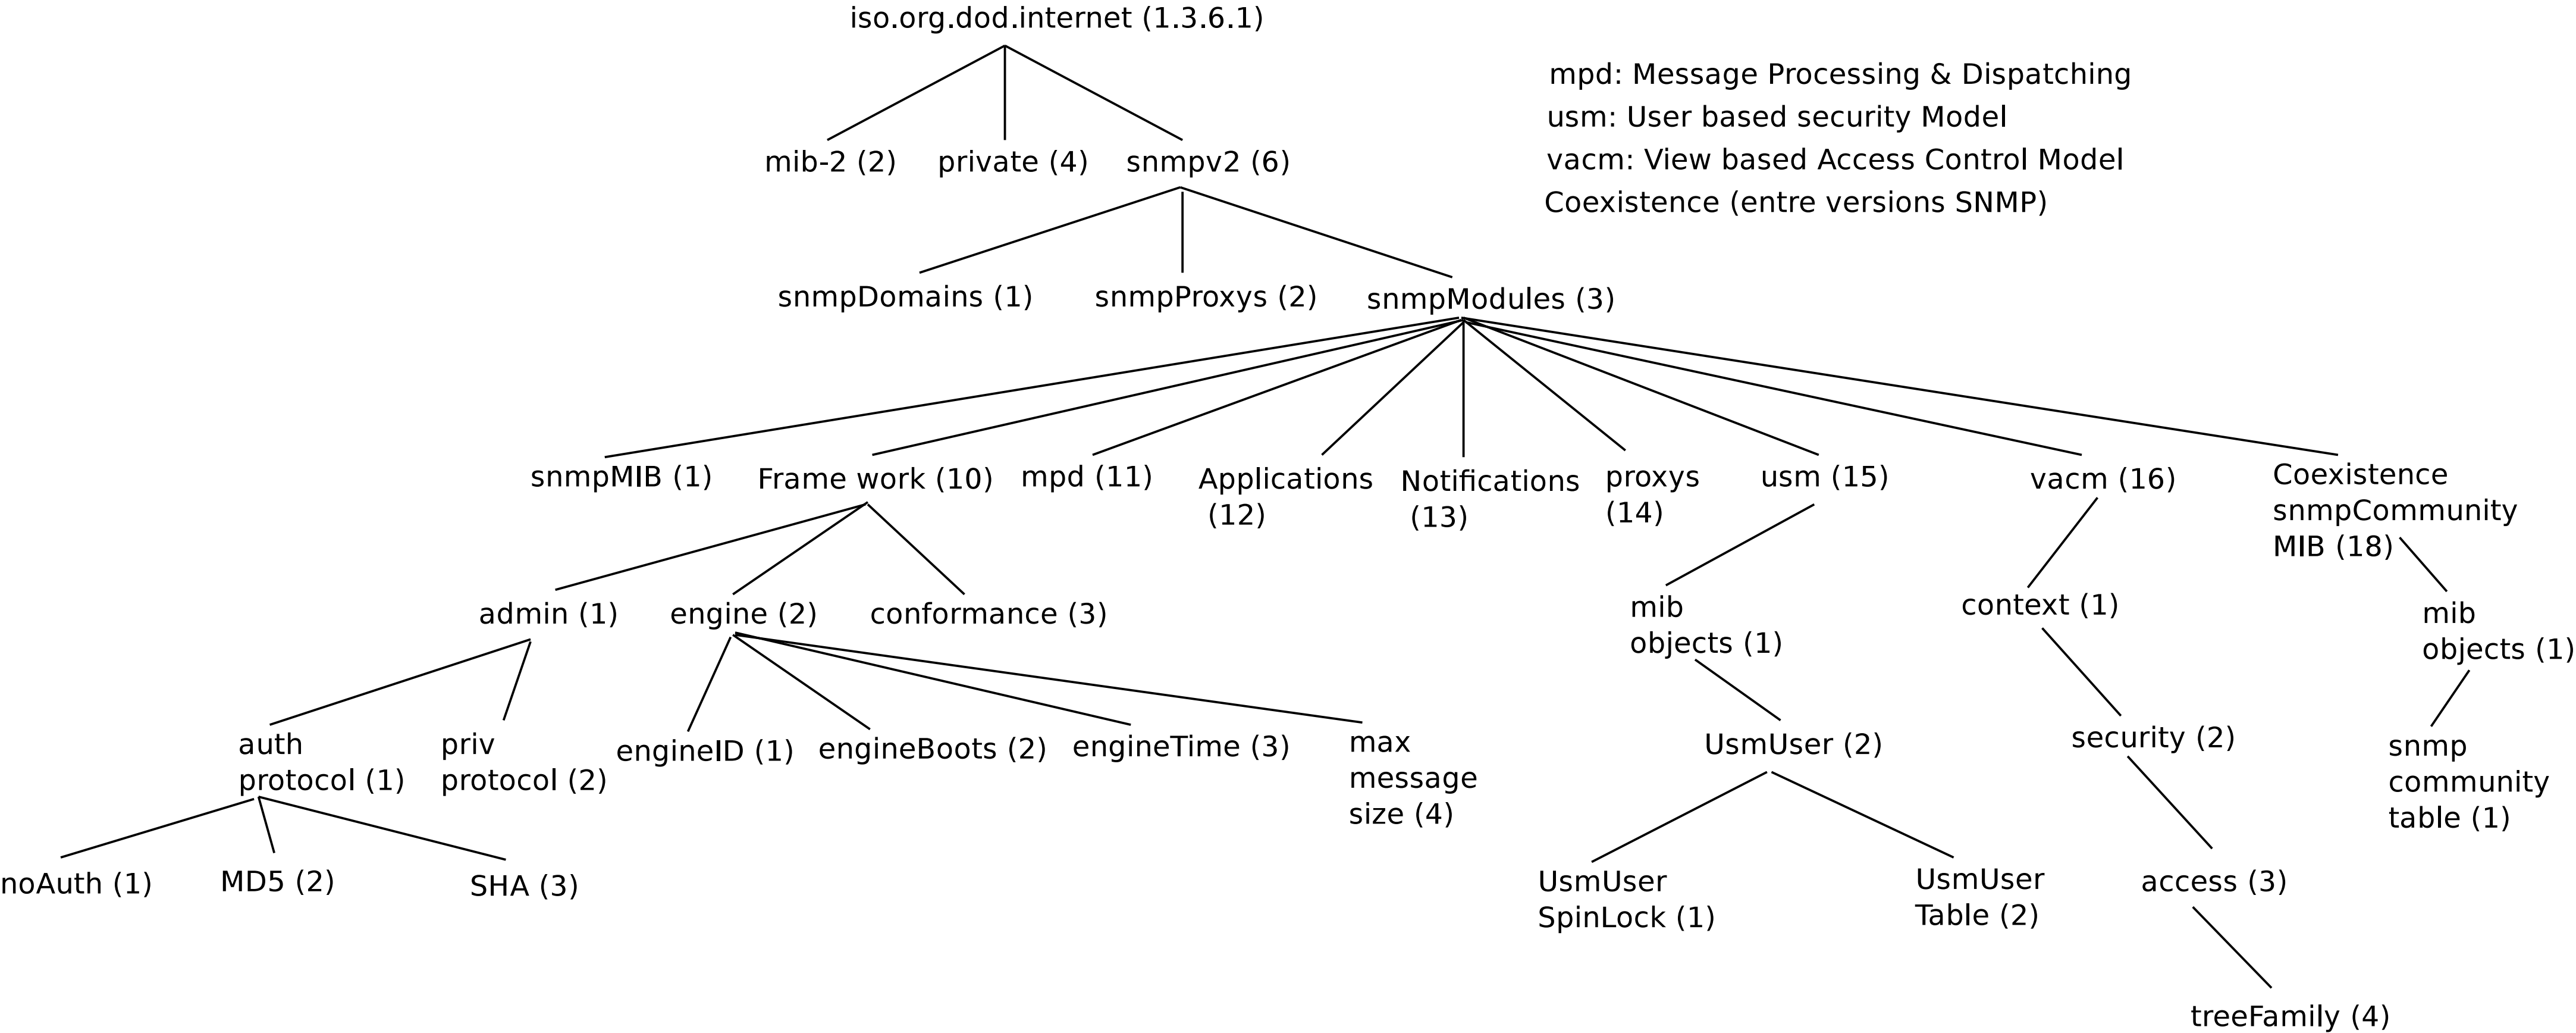 iso.org.dod.internet (1.3.6.1)
mpd: Message Processing & Dispatching
usm: User based security Model
vacm: View based Access Control Model
Coexistence (entre versions SNMP)
mib-2 (2)
private (4)
snmpv2 (6)
snmpDomains (1)
snmpProxys (2)
snmpModules (3)
snmpMIB (1)
Frame work (10)
mpd (11)
Applications
(12)
Notifications
(13)
proxys
(14)
usm (15)
vacm (16)
Coexistence
snmpCommunity
MIB (18)
admin (1)
engine (2)
conformance (3)
mib
objects (1)
context (1)
mib
objects (1)
auth
protocol (1)
priv
protocol (2)
engineID (1)
engineBoots (2)
engineTime (3)
max
message
size (4)
UsmUser (2)
security (2)
snmp
community
table (1)
noAuth (1)
MD5 (2)
SHA (3)
UsmUser
SpinLock (1)
UsmUser
Table (2)
access (3)
treeFamily (4)